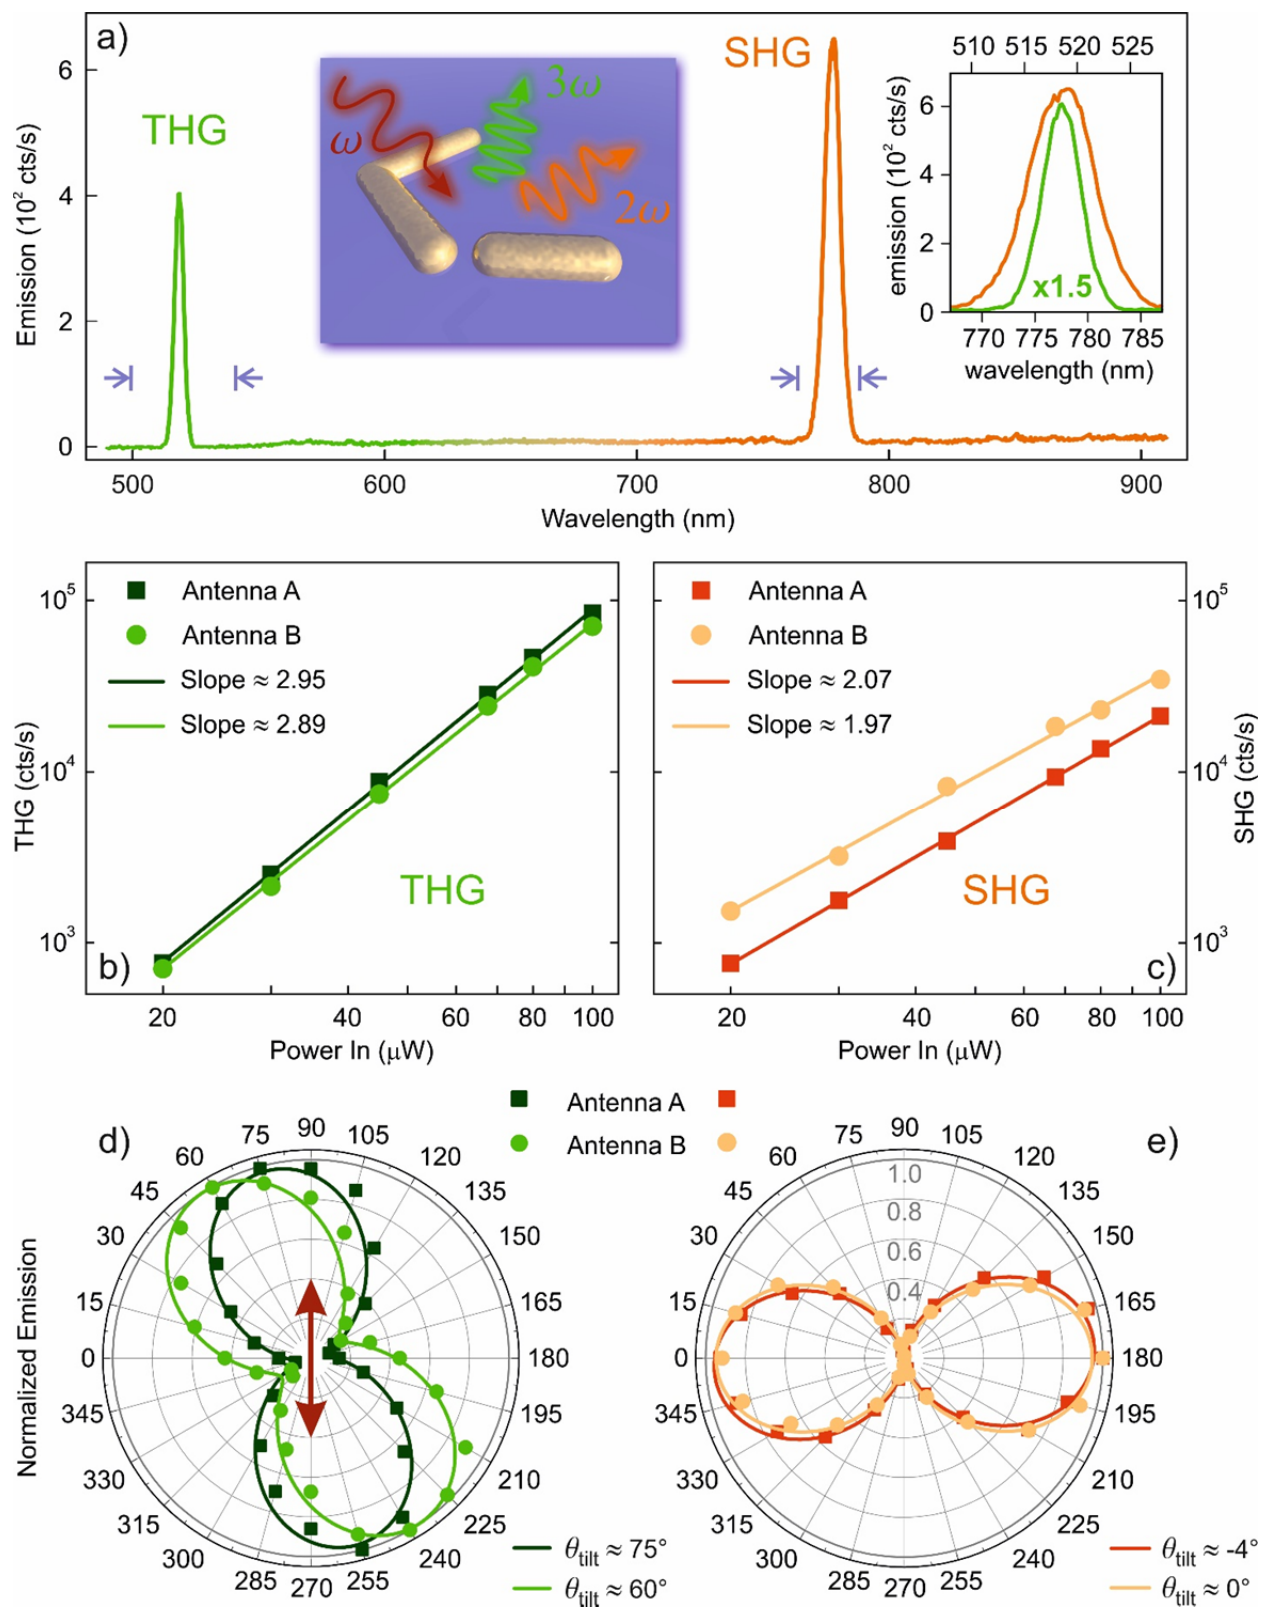 a)
THG
SHG
ω
3ω
2ω
Emission (10² cts/s)
6
4
2
0
500 600 700 800 900
Wavelength (nm)
510 515 520 525
emission (10² cts/s)
6
4
2
0
x1.5
770 775 780 785
wavelength (nm)
Antenna A
Antenna B
Slope ≈ 2.95
Slope ≈ 2.89
THG (cts/s)
10⁵
10⁴
10³
THG
b)
20 40 60 80 100
Power In (μW)
Antenna A
Antenna B
Slope ≈ 2.07
Slope ≈ 1.97
SHG (cts/s)
10⁵
10⁴
10³
SHG
c)
20 40 60 80 100
Power In (μW)
Antenna A
Antenna B
d)
Normalized Emission
0
15
30
45
60
75
90
105
120
135
150
165
180
195
210
225
240
255
270
285
300
315
330
345
θtilt ≈ 75°
θtilt ≈ 60°
e)
1.0
0.8
0.6
0.4
0
15
30
45
60
75
90
105
120
135
150
165
180
195
210
225
240
255
270
285
300
315
330
345
θtilt ≈ -4°
θtilt ≈ 0°